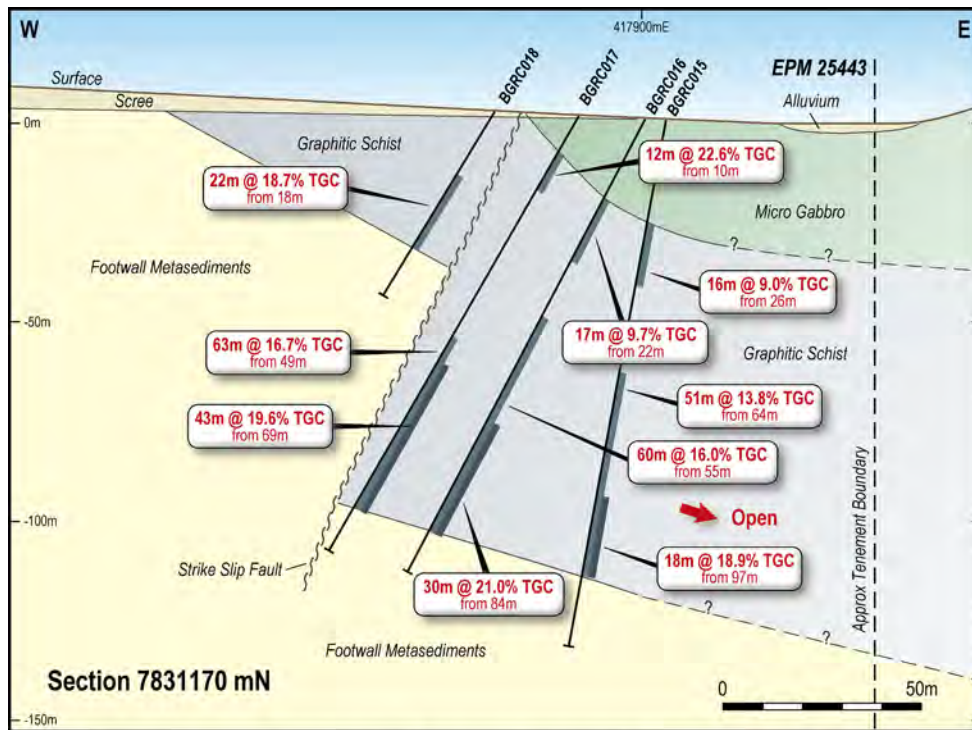 W
417900mE
E
BGRC018
BGRC017
BGRC016
BGRC015
EPM 25443
Surface
Scree
Alluvium
0m
Graphitic Schist
12m @ 22.6% TGC
from 10m
22m @ 18.7% TGC
from 18m
Micro Gabbro
?
?
Footwall Metasediments
16m @ 9.0% TGC
from 26m
-50m
17m @ 9.7% TGC
from 22m
63m @ 16.7% TGC
from 49m
Graphitic Schist
51m @ 13.8% TGC
from 64m
43m @ 19.6% TGC
from 69m
60m @ 16.0% TGC
from 55m
-100m
Open
Strike Slip Fault
18m @ 18.9% TGC
from 97m
30m @ 21.0% TGC
from 84m
Approx Tenement Boundary
?
?
Footwall Metasediments
Section 7831170 mN
0
50m
-150m